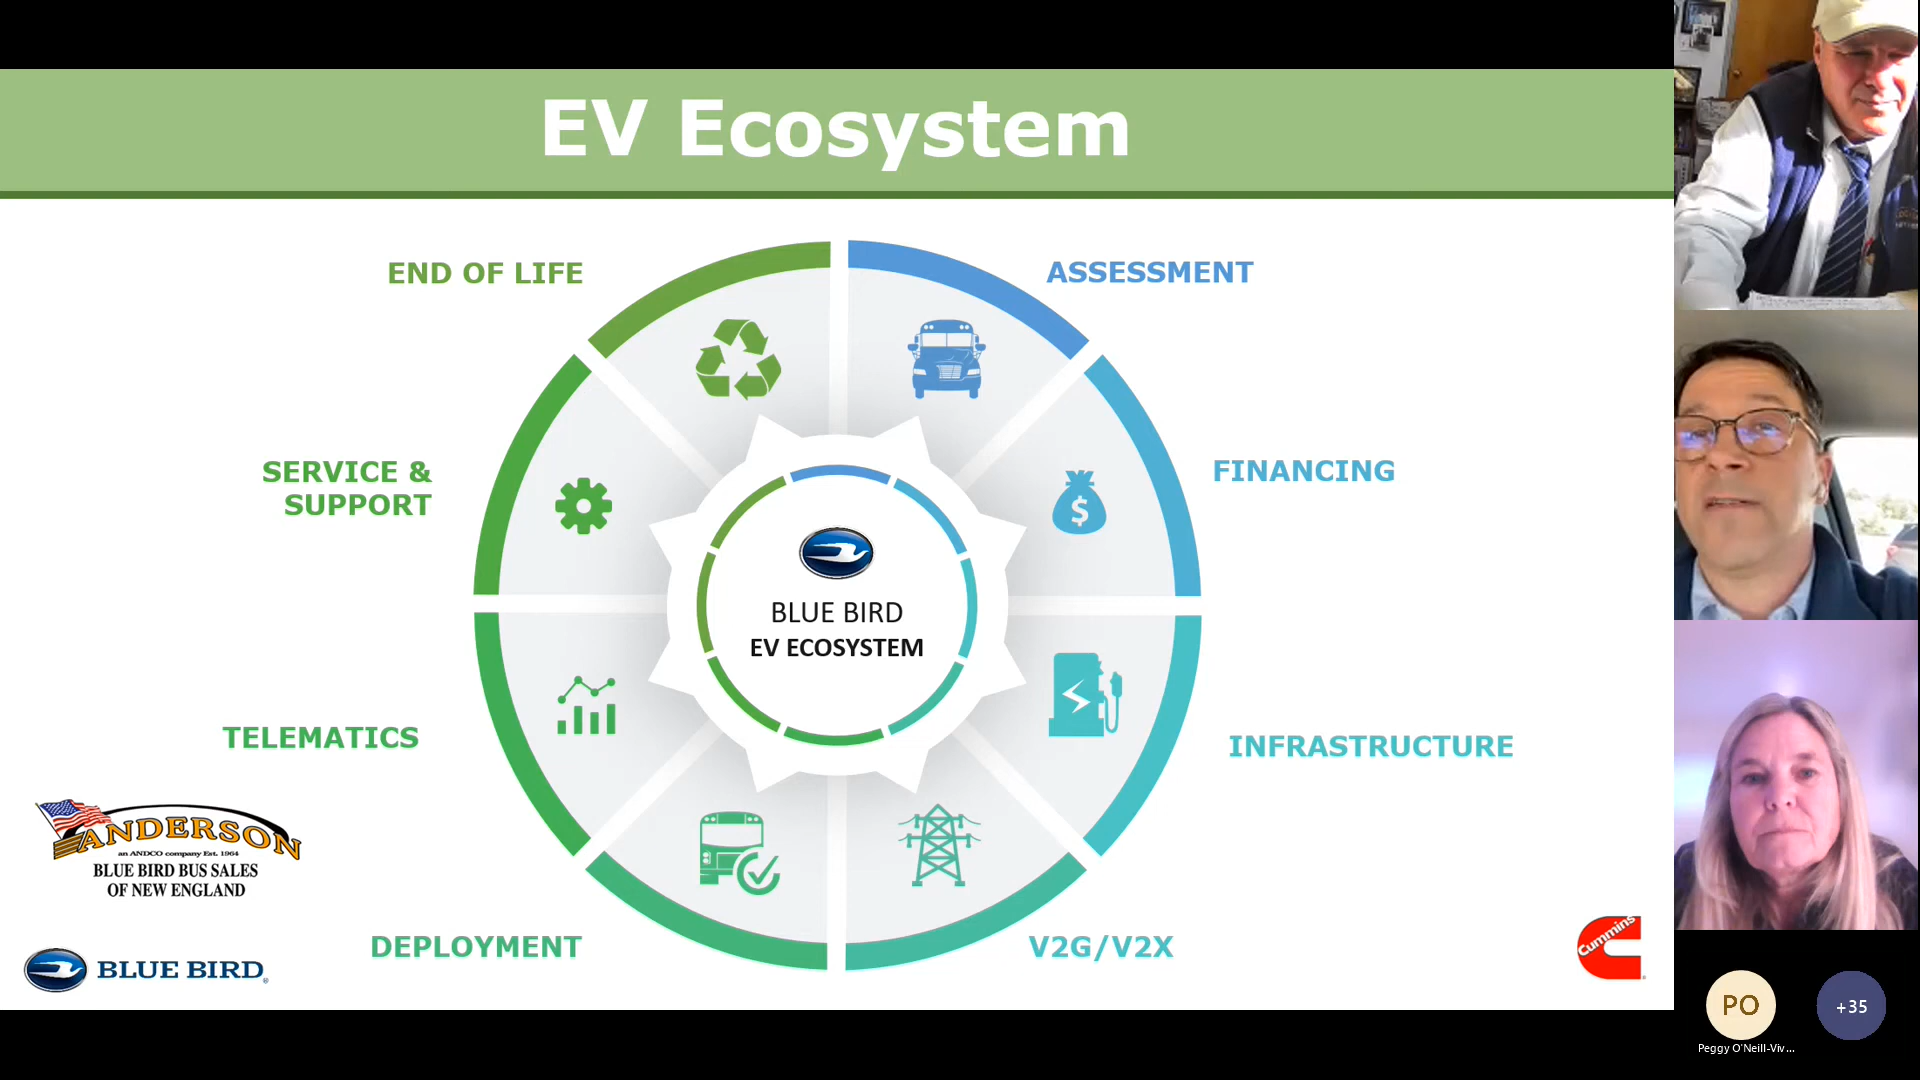 EV Ecosystem
END OF LIFE
ASSESSMENT
SERVICE &
SUPPORT
FINANCING
$
BLUE BIRD
EV ECOSYSTEM
TELEMATICS
INFRASTRUCTURE
DEPLOYMENT
V2G/V2X
ANDERSON
an ANDCO company Est. 1964
BLUE BIRD BUS SALES
OF NEW ENGLAND
BLUE BIRD®
Cummins
PO
+35
Peggy O'Neill-Viv...